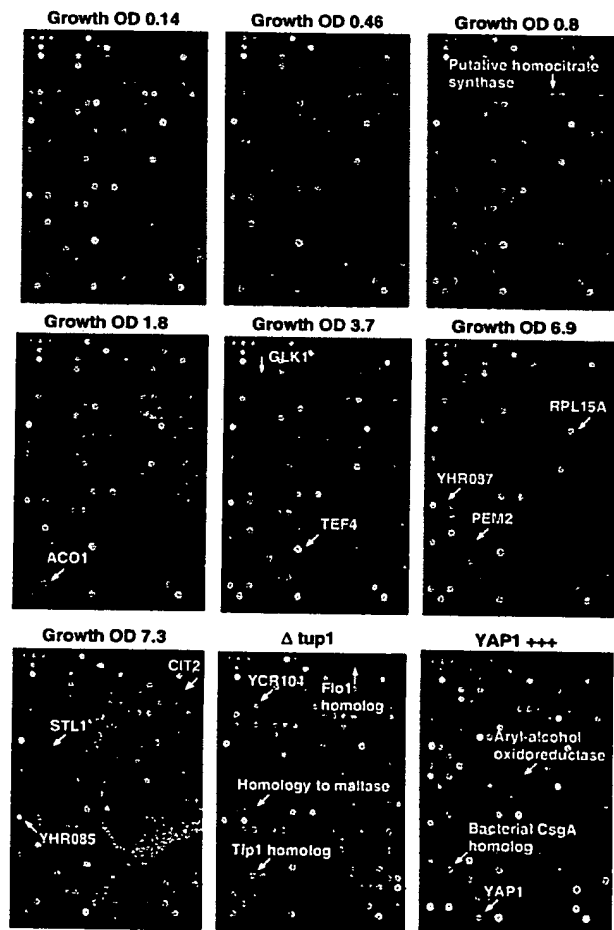 Growth OD 0.14
Growth OD 0.46
Growth OD 0.8
Putative homocitrate
synthase
Growth OD 1.8
Growth OD 3.7
Growth OD 6.9
GLK1
RPL15A
YHR087
PEM2
TEF4
ACO1
Growth OD 7.3
Δ tup1
YAP1 +++
CIT2
YCR104
Flo1
homolog
STL1
Aryl-alcohol
oxidoreductase
Homology to maltase
YHR085
Bacterial CsgA
homolog
Tip1 homolog
YAP1